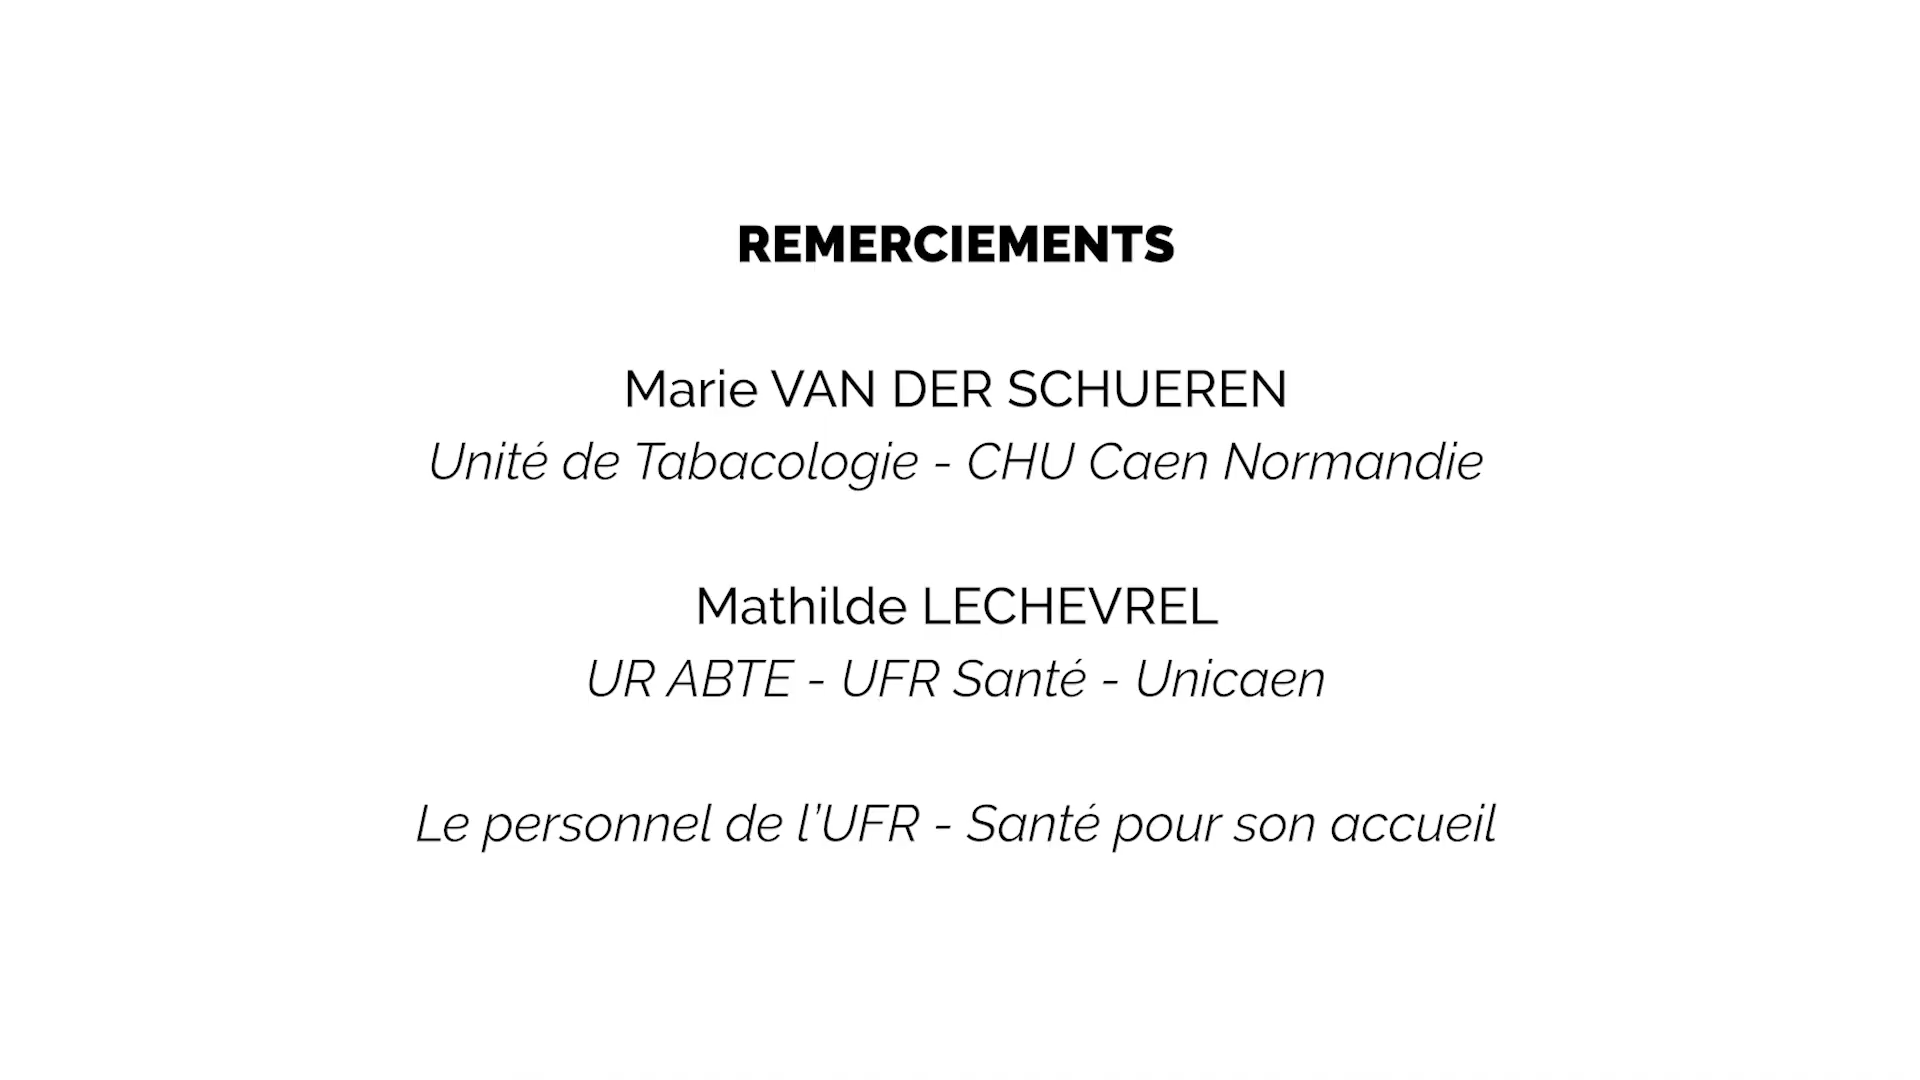 REMERCIEMENTS
Marie VAN DER SCHUEREN
Unité de Tabacologie - CHU Caen Normandie
Mathilde LECHEVREL
UR ABTE - UFR Santé - Unicaen
Le personnel de l’UFR - Santé pour son accueil